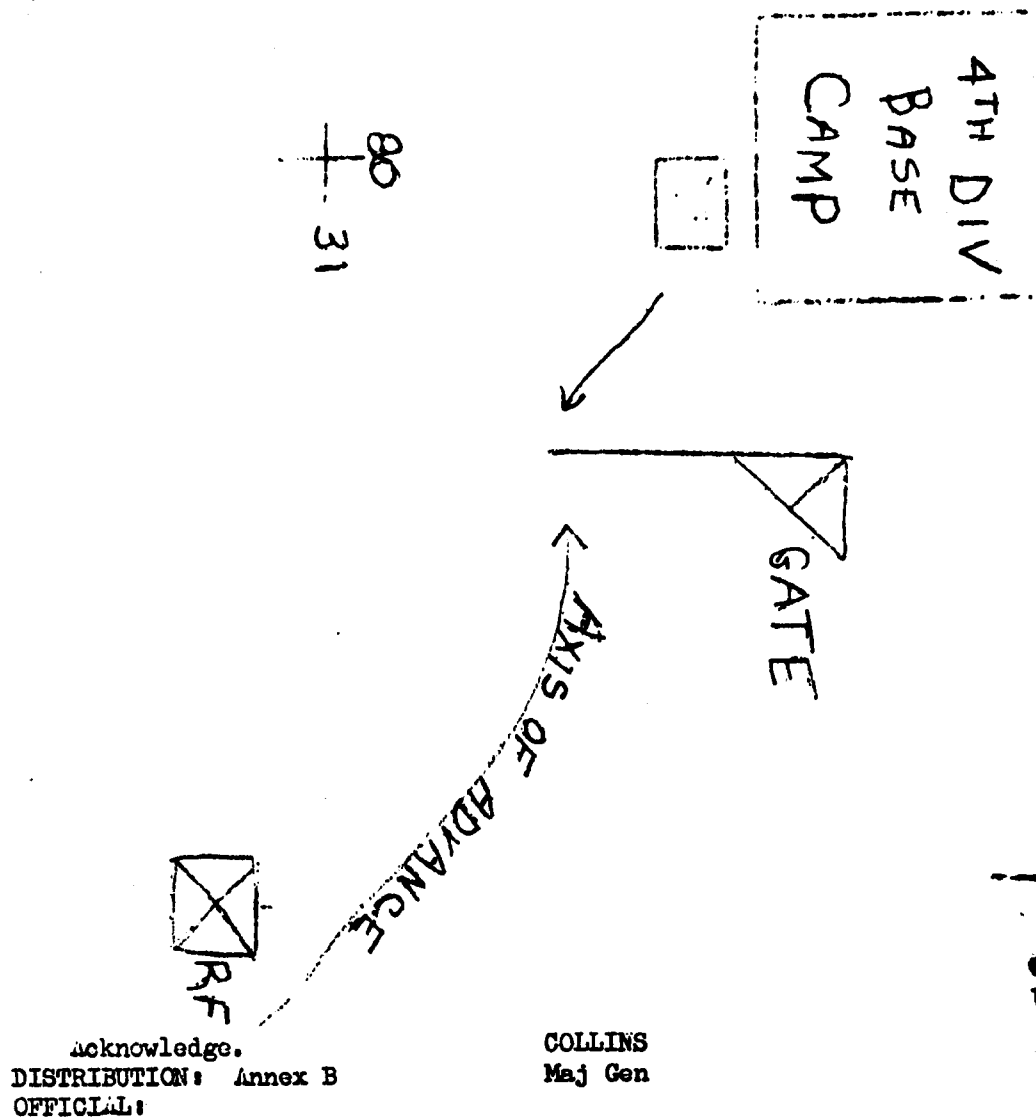 4TH DIV
BASE
CAMP
80
31
GATE
AXIS OF ADVANCE
RF
Acknowledge.
DISTRIBUTION: Annex B
OFFICIAL:
COLLINS
Maj Gen